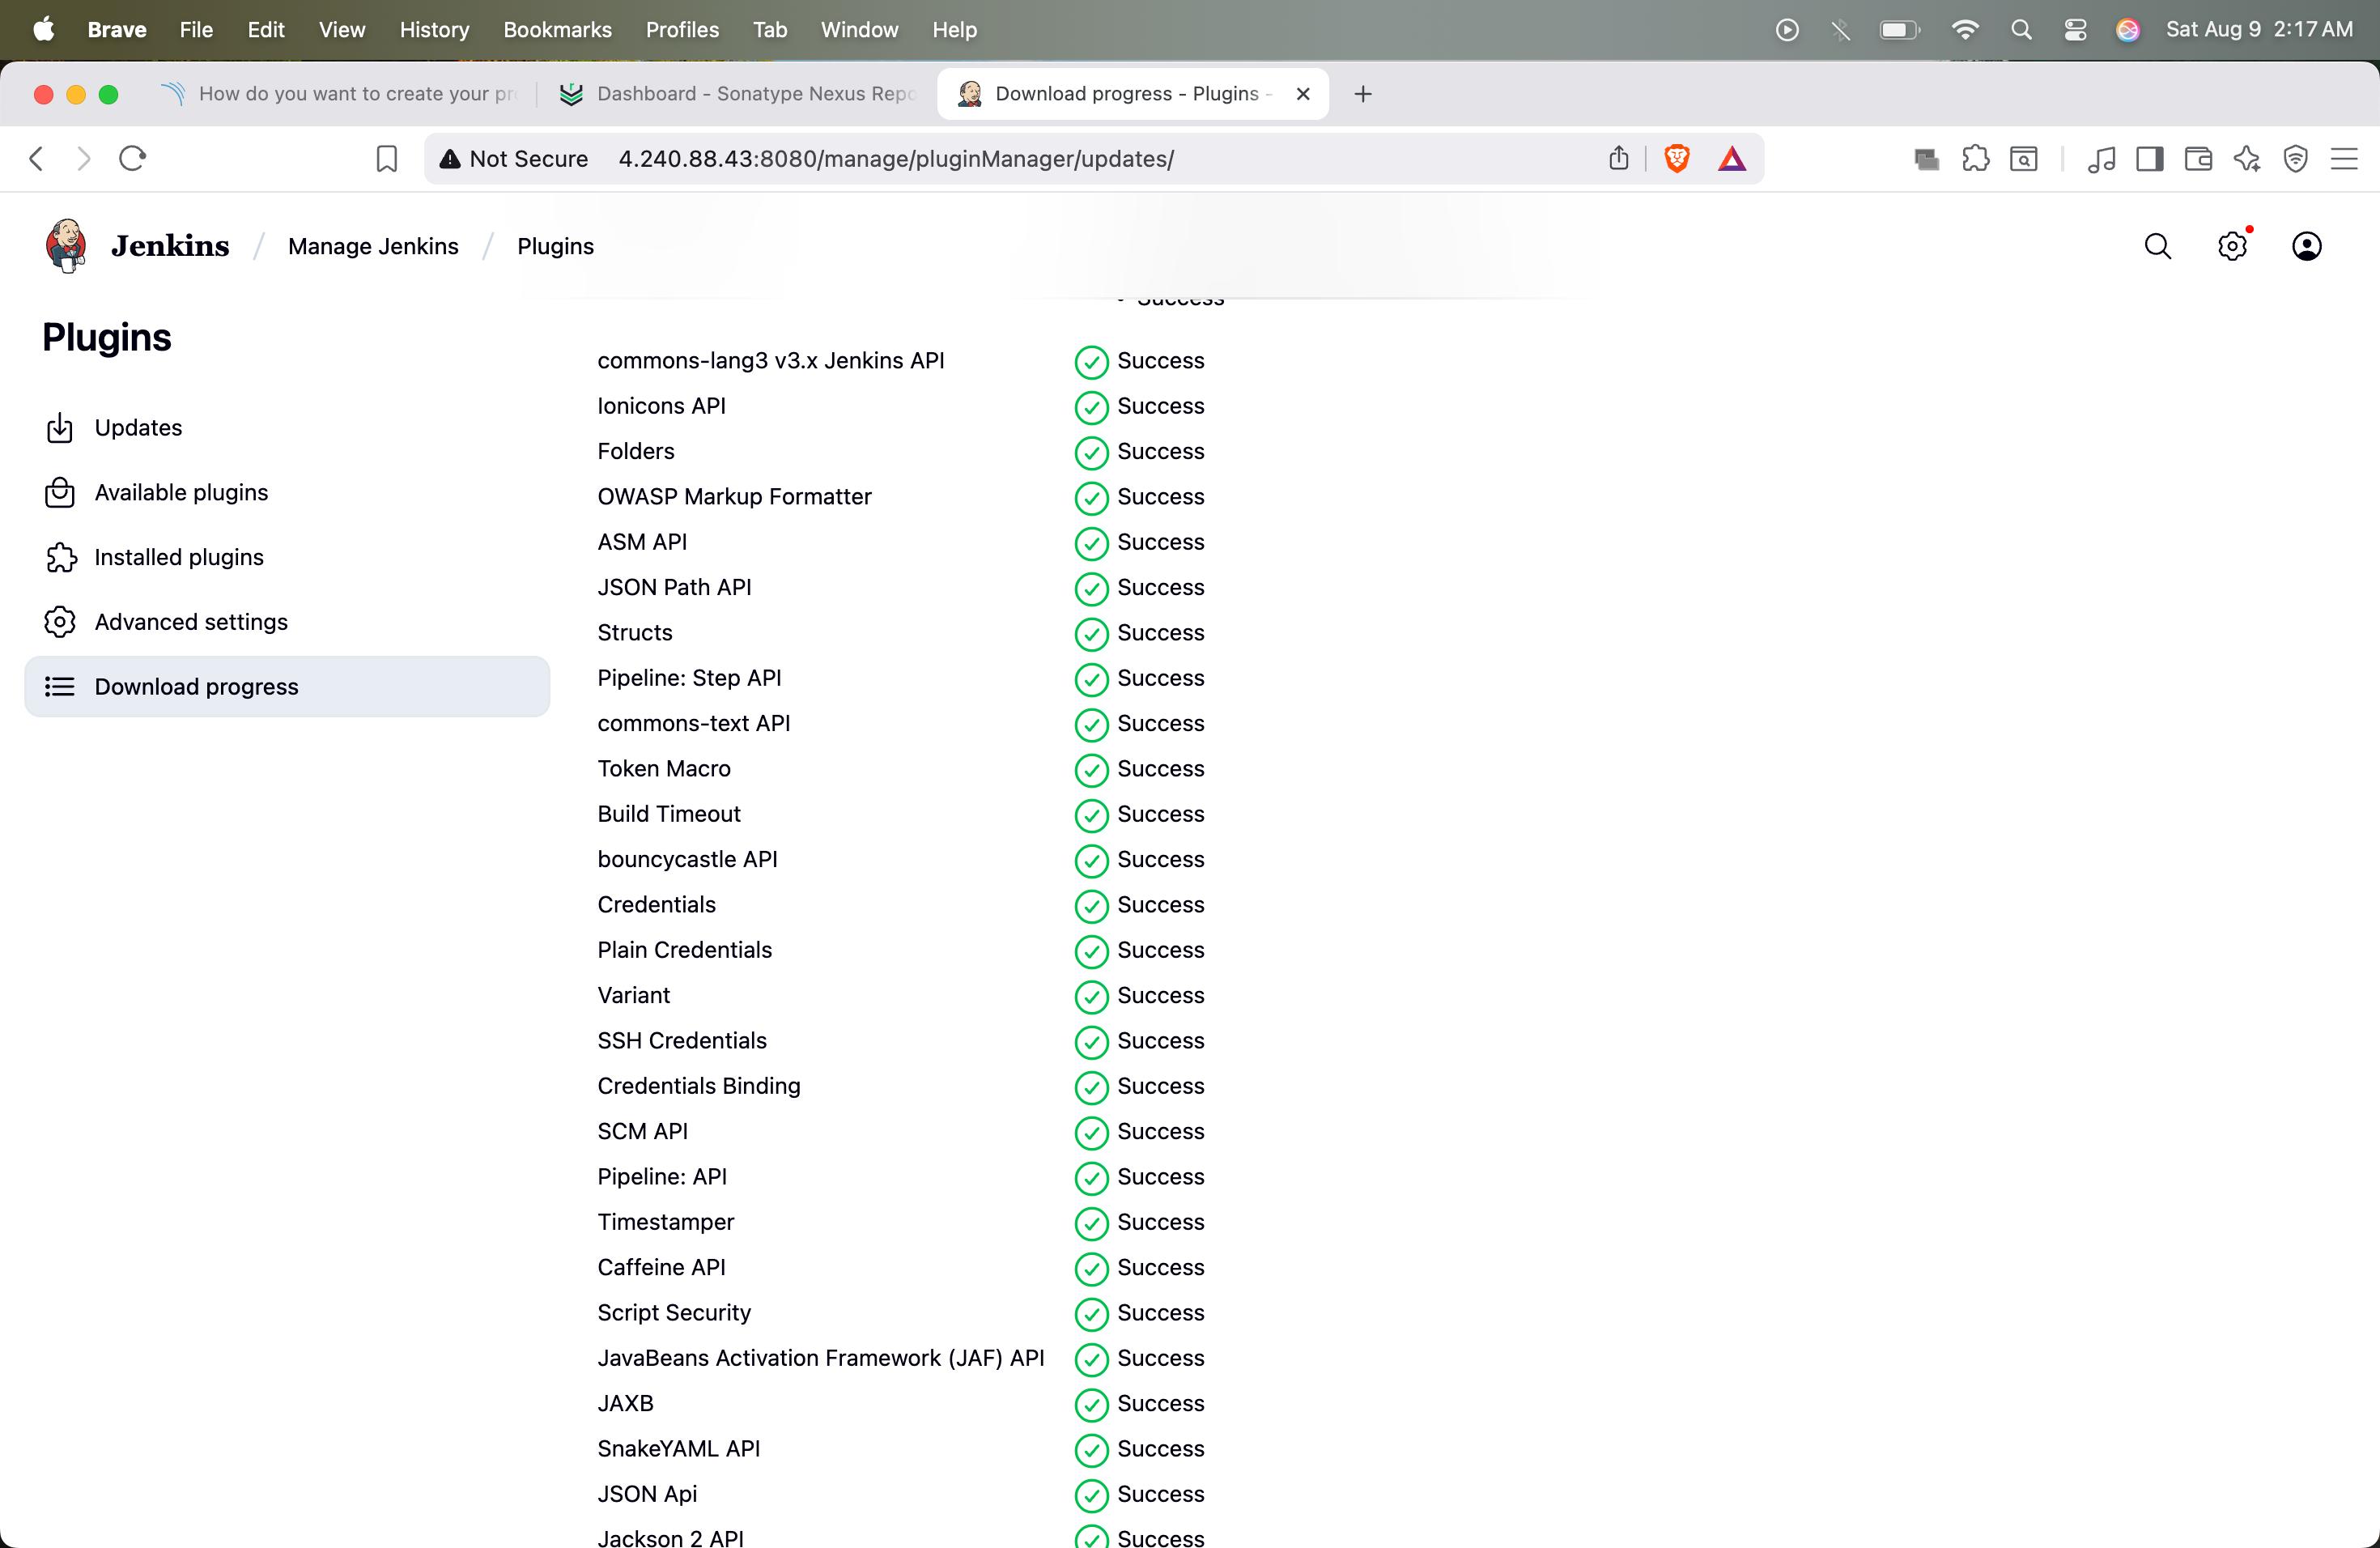 Brave File Edit View History Bookmarks Profiles Tab Window Help Sat Aug 9 2:17 AM
How do you want to create your pr Dashboard - Sonatype Nexus Repo Download progress - Plugins -
Not Secure 4.240.88.43:8080/manage/pluginManager/updates/
Jenkins / Manage Jenkins / Plugins
Plugins
Updates
Available plugins
Installed plugins
Advanced settings
Download progress
Success
commons-lang3 v3.x Jenkins API Success
Ionicons API Success
Folders Success
OWASP Markup Formatter Success
ASM API Success
JSON Path API Success
Structs Success
Pipeline: Step API Success
commons-text API Success
Token Macro Success
Build Timeout Success
bouncycastle API Success
Credentials Success
Plain Credentials Success
Variant Success
SSH Credentials Success
Credentials Binding Success
SCM API Success
Pipeline: API Success
Timestamper Success
Caffeine API Success
Script Security Success
JavaBeans Activation Framework (JAF) API Success
JAXB Success
SnakeYAML API Success
JSON Api Success
Jackson 2 API Success